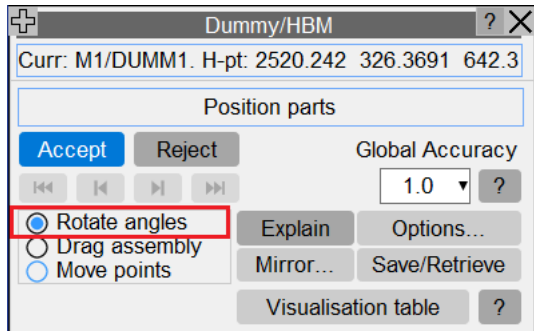 Dummy/HBM ?
Curr: M1/DUMM1. H-pt: 2520.242 326.3691 642.3
Position parts
Accept Reject Global Accuracy
1.0 ?
Rotate angles Explain Options...
Drag assembly
Move points Mirror... Save/Retrieve
Visualisation table ?